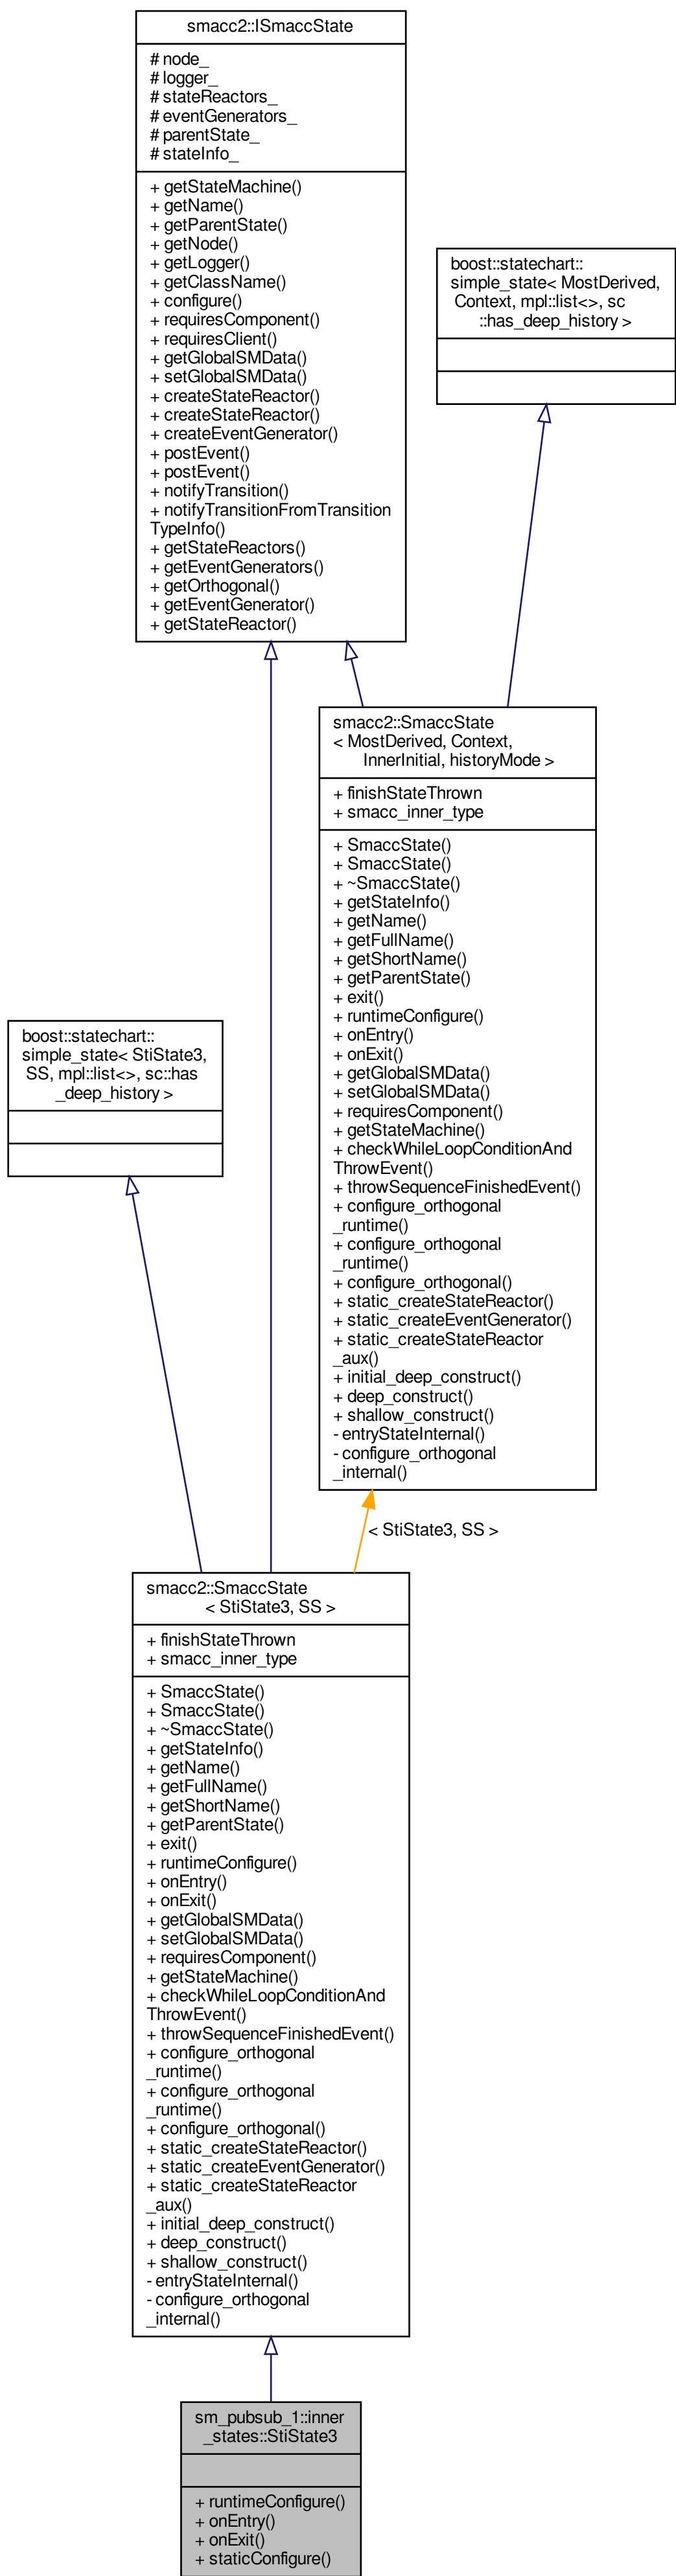 smacc2::ISmaccState
# node_
# logger_
# stateReactors_
# eventGenerators_
# parentState_
# stateInfo_
+ getStateMachine()
+ getName()
+ getParentState()
+ getNode()
+ getLogger()
+ getClassName()
+ configure()
+ requiresComponent()
+ requiresClient()
+ getGlobalSMData()
+ setGlobalSMData()
+ createStateReactor()
+ createStateReactor()
+ createEventGenerator()
+ postEvent()
+ postEvent()
+ notifyTransition()
+ notifyTransitionFromTransition
TypeInfo()
+ getStateReactors()
+ getEventGenerators()
+ getOrthogonal()
+ getEventGenerator()
+ getStateReactor()
boost::statechart::
simple_state< MostDerived,
Context, mpl::list<>, sc
::has_deep_history >
smacc2::SmaccState
< MostDerived, Context,
InnerInitial, historyMode >
+ finishStateThrown
+ smacc_inner_type
+ SmaccState()
+ SmaccState()
+ ~SmaccState()
+ getStateInfo()
+ getName()
+ getFullName()
+ getShortName()
+ getParentState()
+ exit()
+ runtimeConfigure()
+ onEntry()
+ onExit()
+ getGlobalSMData()
+ setGlobalSMData()
+ requiresComponent()
+ getStateMachine()
+ checkWhileLoopConditionAnd
ThrowEvent()
+ throwSequenceFinishedEvent()
+ configure_orthogonal
_runtime()
+ configure_orthogonal
_runtime()
+ configure_orthogonal()
+ static_createStateReactor()
+ static_createEventGenerator()
+ static_createStateReactor
_aux()
+ initial_deep_construct()
+ deep_construct()
+ shallow_construct()
- entryStateInternal()
- configure_orthogonal
_internal()
boost::statechart::
simple_state< StiState3,
SS, mpl::list<>, sc::has
_deep_history >
< StiState3, SS >
smacc2::SmaccState
< StiState3, SS >
+ finishStateThrown
+ smacc_inner_type
+ SmaccState()
+ SmaccState()
+ ~SmaccState()
+ getStateInfo()
+ getName()
+ getFullName()
+ getShortName()
+ getParentState()
+ exit()
+ runtimeConfigure()
+ onEntry()
+ onExit()
+ getGlobalSMData()
+ setGlobalSMData()
+ requiresComponent()
+ getStateMachine()
+ checkWhileLoopConditionAnd
ThrowEvent()
+ throwSequenceFinishedEvent()
+ configure_orthogonal
_runtime()
+ configure_orthogonal
_runtime()
+ configure_orthogonal()
+ static_createStateReactor()
+ static_createEventGenerator()
+ static_createStateReactor
_aux()
+ initial_deep_construct()
+ deep_construct()
+ shallow_construct()
- entryStateInternal()
- configure_orthogonal
_internal()
sm_pubsub_1::inner
_states::StiState3
+ runtimeConfigure()
+ onEntry()
+ onExit()
+ staticConfigure()